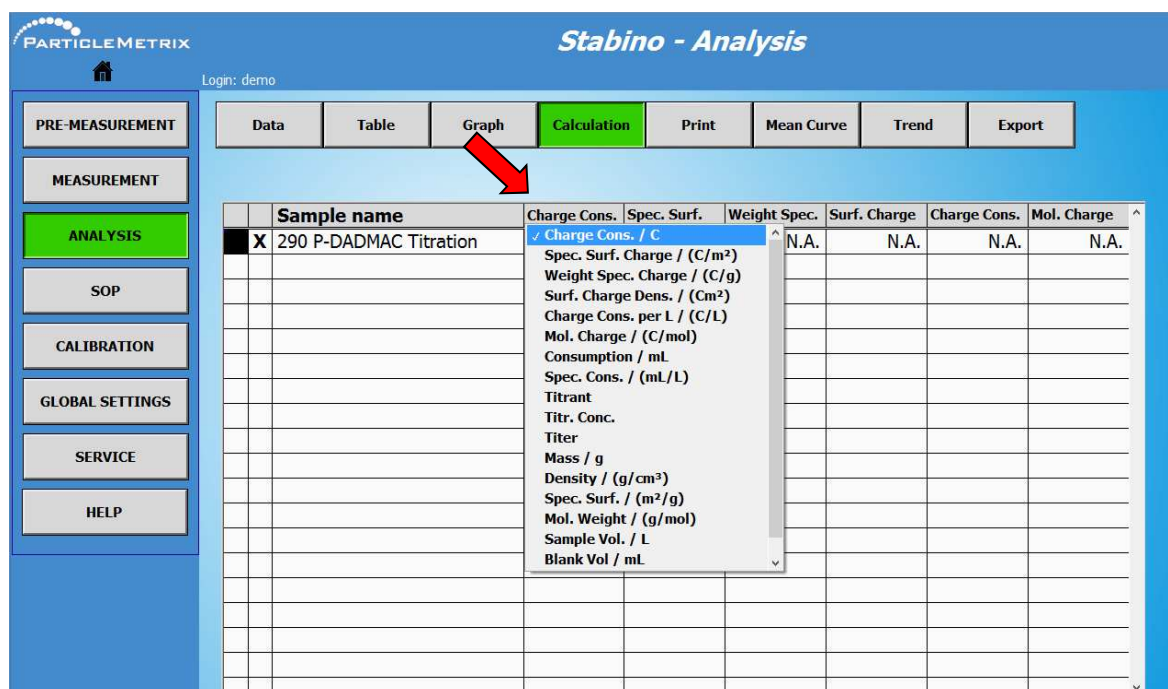 PARTICLEMETRIX
Stabino - Analysis
Login: demo
PRE-MEASUREMENT
MEASUREMENT
ANALYSIS
SOP
CALIBRATION
GLOBAL SETTINGS
SERVICE
HELP
Data Table Graph Calculation Print Mean Curve Trend Export
Sample name Charge Cons. Spec. Surf. Weight Spec. Surf. Charge Charge Cons. Mol. Charge
X 290 P-DADMAC Titration N.A. N.A. N.A. N.A.
✓ Charge Cons. / C
Spec. Surf. Charge / (C/m²)
Weight Spec. Charge / (C/g)
Surf. Charge Dens. / (Cm²)
Charge Cons. per L / (C/L)
Mol. Charge / (C/mol)
Consumption / mL
Spec. Cons. / (mL/L)
Titrant
Titr. Conc.
Titer
Mass / g
Density / (g/cm³)
Spec. Surf. / (m²/g)
Mol. Weight / (g/mol)
Sample Vol. / L
Blank Vol / mL